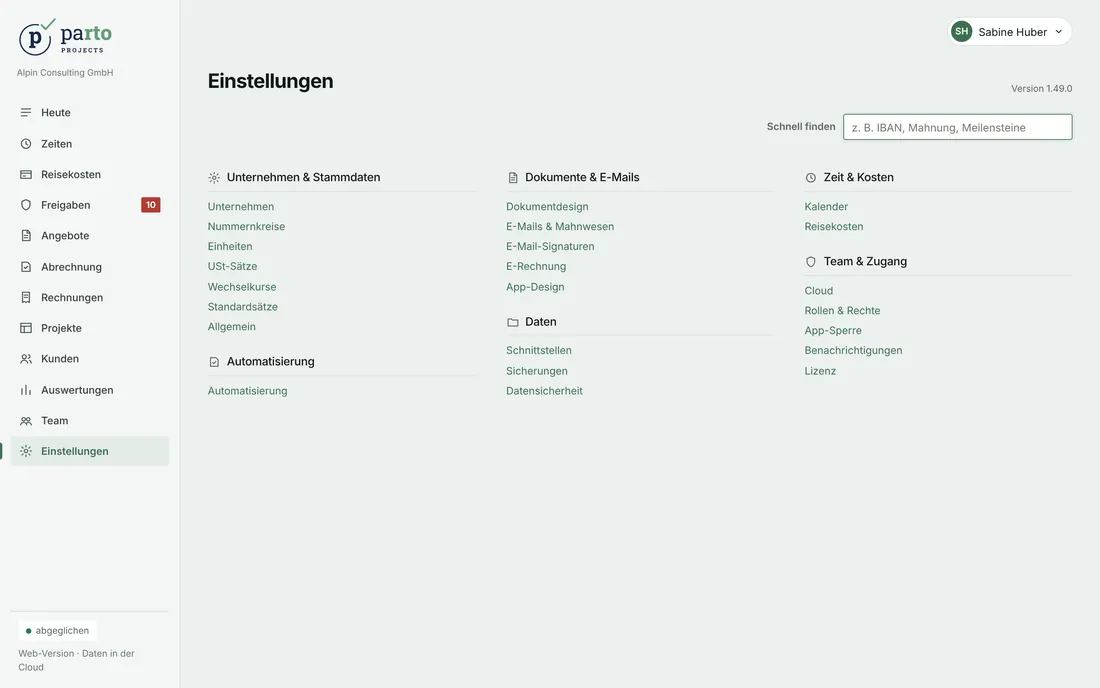 p parto
PROJECTS
Alpin Consulting GmbH
Heute
Zeiten
Reisekosten
Freigaben 10
Angebote
Abrechnung
Rechnungen
Projekte
Kunden
Auswertungen
Team
Einstellungen
abgeglichen
Web-Version · Daten in der
Cloud
SH Sabine Huber
Einstellungen
Version 1.49.0
Schnell finden z. B. IBAN, Mahnung, Meilensteine
Unternehmen & Stammdaten
Unternehmen
Nummernkreise
Einheiten
USt-Sätze
Wechselkurse
Standardsätze
Allgemein
Automatisierung
Automatisierung
Dokumente & E-Mails
Dokumentdesign
E-Mails & Mahnwesen
E-Mail-Signaturen
E-Rechnung
App-Design
Daten
Schnittstellen
Sicherungen
Datensicherheit
Zeit & Kosten
Kalender
Reisekosten
Team & Zugang
Cloud
Rollen & Rechte
App-Sperre
Benachrichtigungen
Lizenz